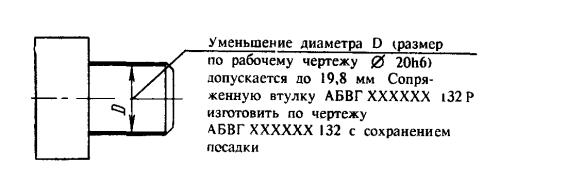 Уменьшение диаметра D (размер
по рабочему чертежу ∅ 20h6)
допускается до 19,8 мм Сопря-
женную втулку АБВГ XXXXXX 132 Р
изготовить по чертежу
АБВГ XXXXXX 132 с сохранением
посадки
D